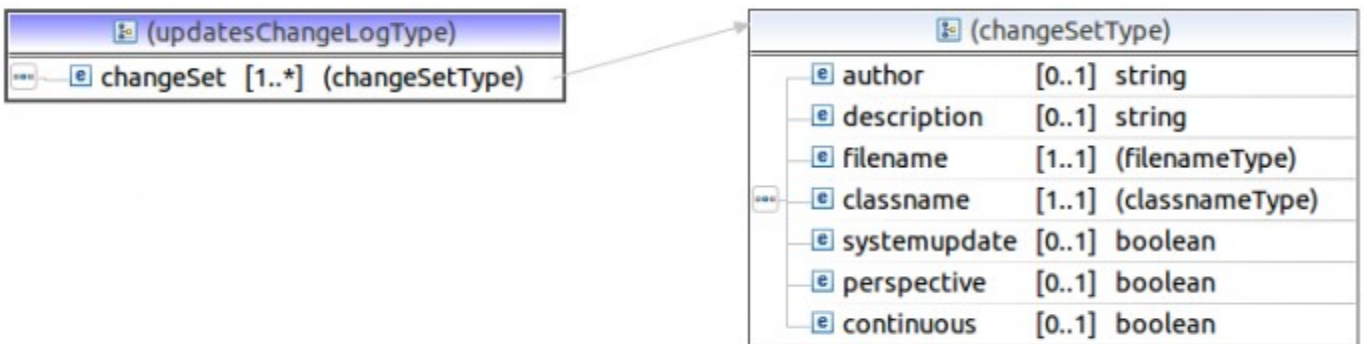 (updatesChangeLogType)
changeSet [1..*] (changeSetType)
(changeSetType)
author [0..1] string
description [0..1] string
filename [1..1] (filenameType)
classname [1..1] (classnameType)
systemupdate [0..1] boolean
perspective [0..1] boolean
continuous [0..1] boolean